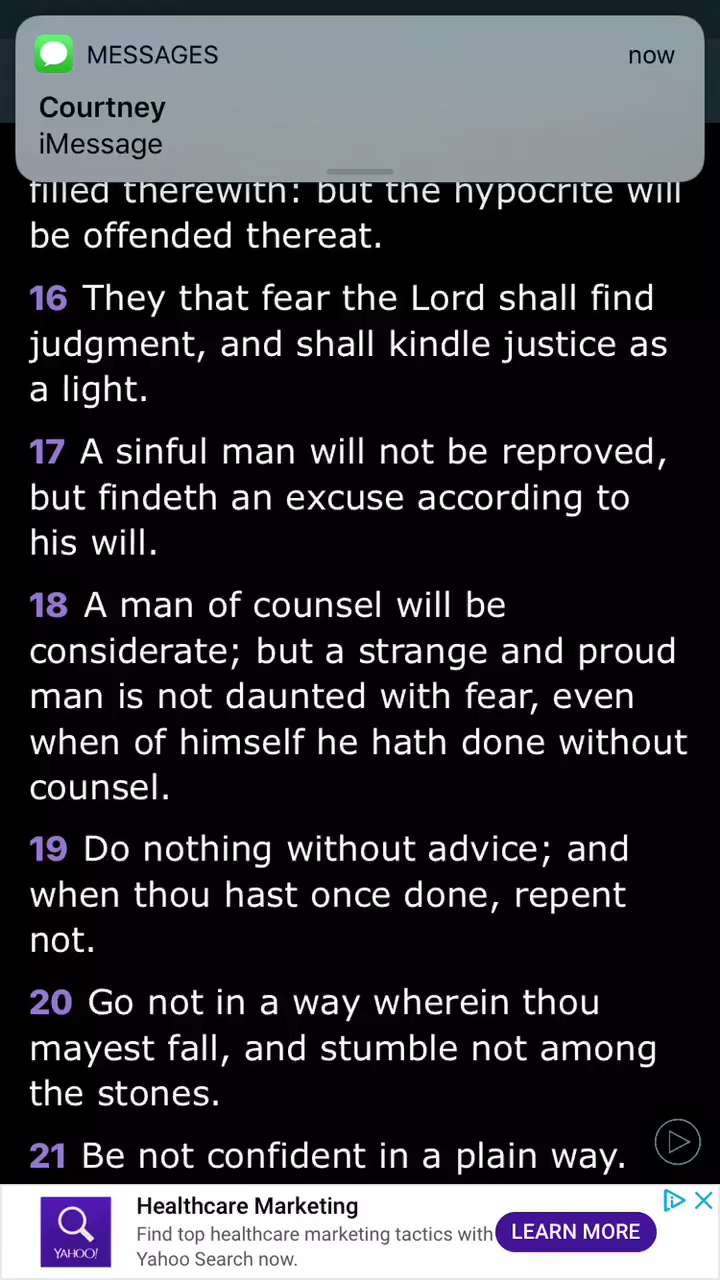 MESSAGES
now
Courtney
iMessage
filled therewith: but the hypocrite will
be offended thereat.
16 They that fear the Lord shall find
judgment, and shall kindle justice as
a light.
17 A sinful man will not be reproved,
but findeth an excuse according to
his will.
18 A man of counsel will be
considerate; but a strange and proud
man is not daunted with fear, even
when of himself he hath done without
counsel.
19 Do nothing without advice; and
when thou hast once done, repent
not.
20 Go not in a way wherein thou
mayest fall, and stumble not among
the stones.
21 Be not confident in a plain way.
Healthcare Marketing
Find top healthcare marketing tactics with
Yahoo Search now.
LEARN MORE
YAHOO!